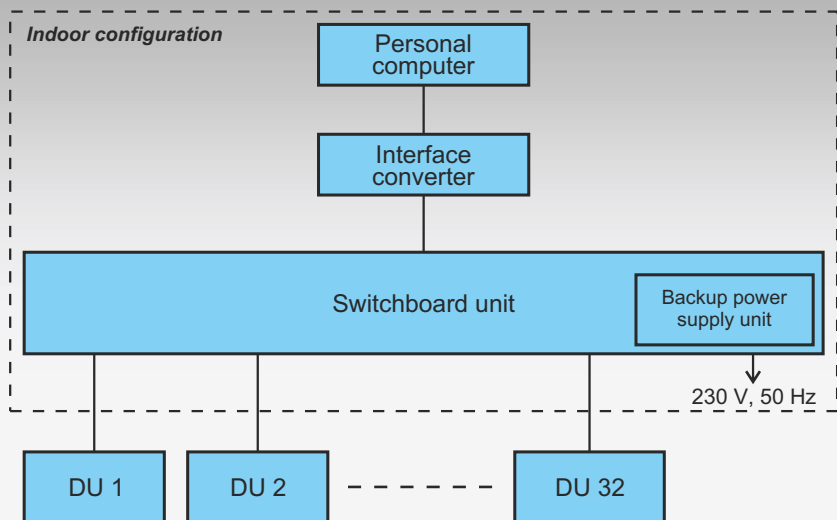 Indoor configuration
Personal
computer
Interface
converter
Switchboard unit
Backup power
supply unit
230 V, 50 Hz
DU 1
DU 2
DU 32